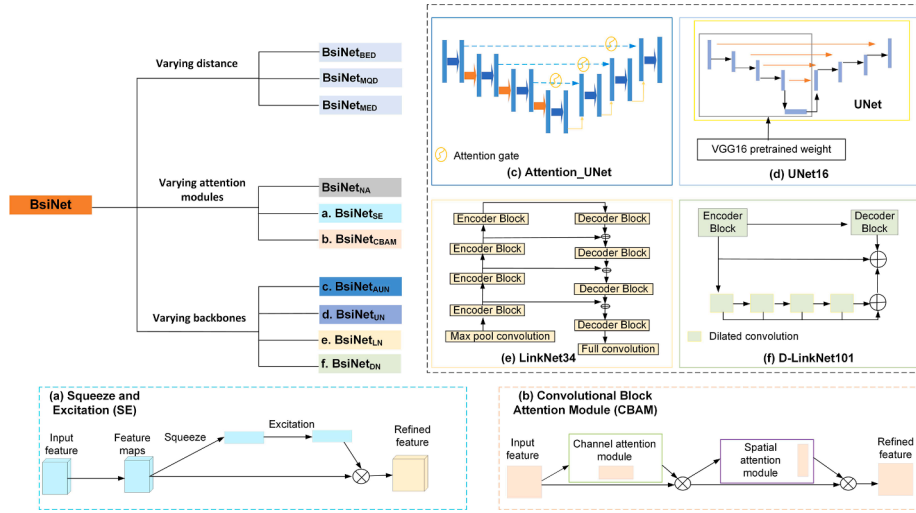 BsiNet
Varying distance
BsiNetBED
BsiNetMQD
BsiNetMED
Varying attention
modules
BsiNetNA
a. BsiNetSE
b. BsiNetCBAM
Varying backbones
c. BsiNetAUN
d. BsiNetUN
e. BsiNetLN
f. BsiNetDN
Attention gate
(c) Attention_UNet
UNet
VGG16 pretrained weight
(d) UNet16
Encoder Block
Decoder Block
Encoder Block
Decoder Block
Encoder Block
Decoder Block
Encoder Block
Decoder Block
Max pool convolution
Full convolution
(e) LinkNet34
Encoder
Block
Decoder
Block
Dilated convolution
(f) D-LinkNet101
(a) Squeeze and
Excitation (SE)
Input
feature
Feature
maps
Squeeze
Excitation
Refined
feature
(b) Convolutional Block
Attention Module (CBAM)
Input
feature
Channel attention
module
Spatial
attention
module
Refined
feature